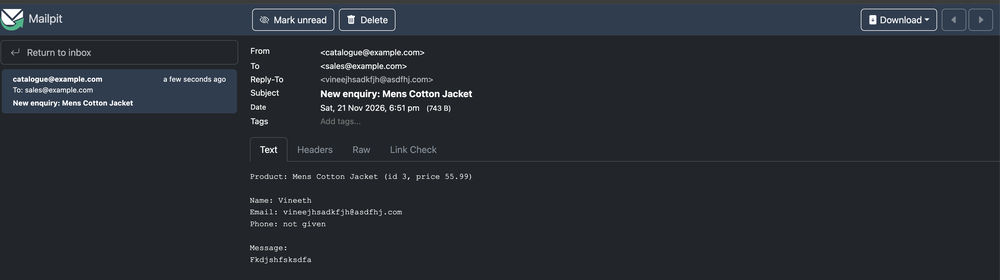 Mailpit
Mark unread
Delete
Download
Return to inbox
catalogue@example.com a few seconds ago
To: sales@example.com
New enquiry: Mens Cotton Jacket
From <catalogue@example.com>
To <sales@example.com>
Reply-To <vineejhsadkfjh@asdfhj.com>
Subject New enquiry: Mens Cotton Jacket
Date Sat, 21 Nov 2026, 6:51 pm (743 B)
Tags Add tags...
Text Headers Raw Link Check
Product: Mens Cotton Jacket (id 3, price 55.99)
Name: Vineeth
Email: vineejhsadkfjh@asdfhj.com
Phone: not given
Message:
Fkdjshfsksdfa